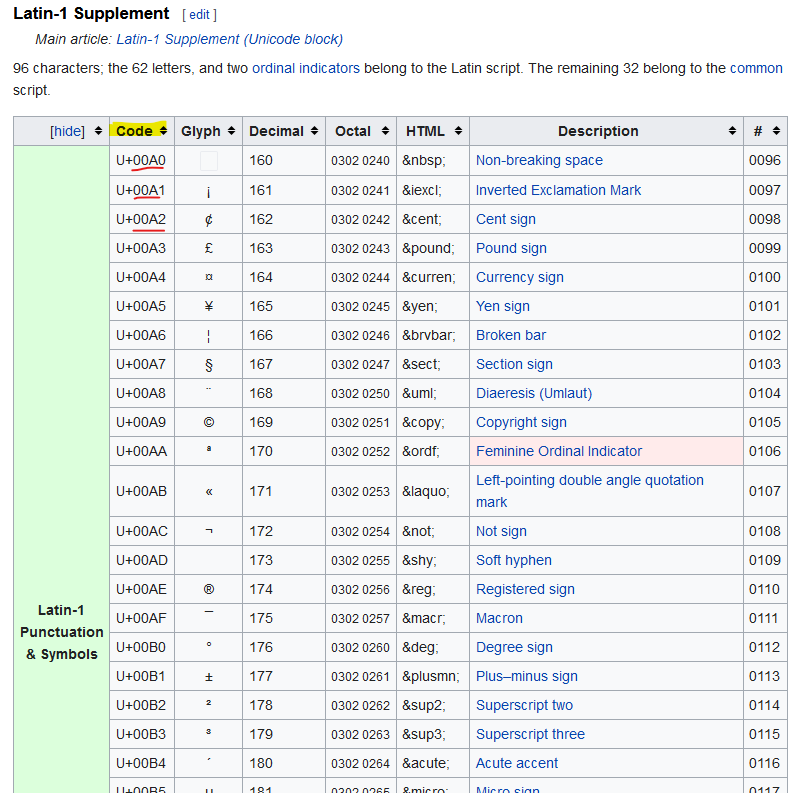 Latin-1 Supplement [ edit ]
Main article: Latin-1 Supplement (Unicode block)
96 characters; the 62 letters, and two ordinal indicators belong to the Latin script. The remaining 32 belong to the common
script.
[hide] Code Glyph Decimal Octal HTML Description #
U+00A0 160 0302 0240 &nbsp; Non-breaking space 0096
U+00A1 ¡ 161 0302 0241 &iexcl; Inverted Exclamation Mark 0097
U+00A2 ¢ 162 0302 0242 &cent; Cent sign 0098
U+00A3 £ 163 0302 0243 &pound; Pound sign 0099
U+00A4 ¤ 164 0302 0244 &curren; Currency sign 0100
U+00A5 ¥ 165 0302 0245 &yen; Yen sign 0101
U+00A6 ¦ 166 0302 0246 &brvbar; Broken bar 0102
U+00A7 § 167 0302 0247 &sect; Section sign 0103
U+00A8 ¨ 168 0302 0250 &uml; Diaeresis (Umlaut) 0104
U+00A9 © 169 0302 0251 &copy; Copyright sign 0105
U+00AA ª 170 0302 0252 &ordf; Feminine Ordinal Indicator 0106
U+00AB « 171 0302 0253 &laquo; Left-pointing double angle quotation
mark 0107
U+00AC ¬ 172 0302 0254 &not; Not sign 0108
U+00AD 173 0302 0255 &shy; Soft hyphen 0109
U+00AE ® 174 0302 0256 &reg; Registered sign 0110
U+00AF ¯ 175 0302 0257 &macr; Macron 0111
Latin-1
Punctuation
& Symbols
U+00B0 ° 176 0302 0260 &deg; Degree sign 0112
U+00B1 ± 177 0302 0261 &plusmn; Plus–minus sign 0113
U+00B2 ² 178 0302 0262 &sup2; Superscript two 0114
U+00B3 ³ 179 0302 0263 &sup3; Superscript three 0115
U+00B4 ´ 180 0302 0264 &acute; Acute accent 0116
U+00B5 µ 181 0302 0265 &micro; Micro sign 0117